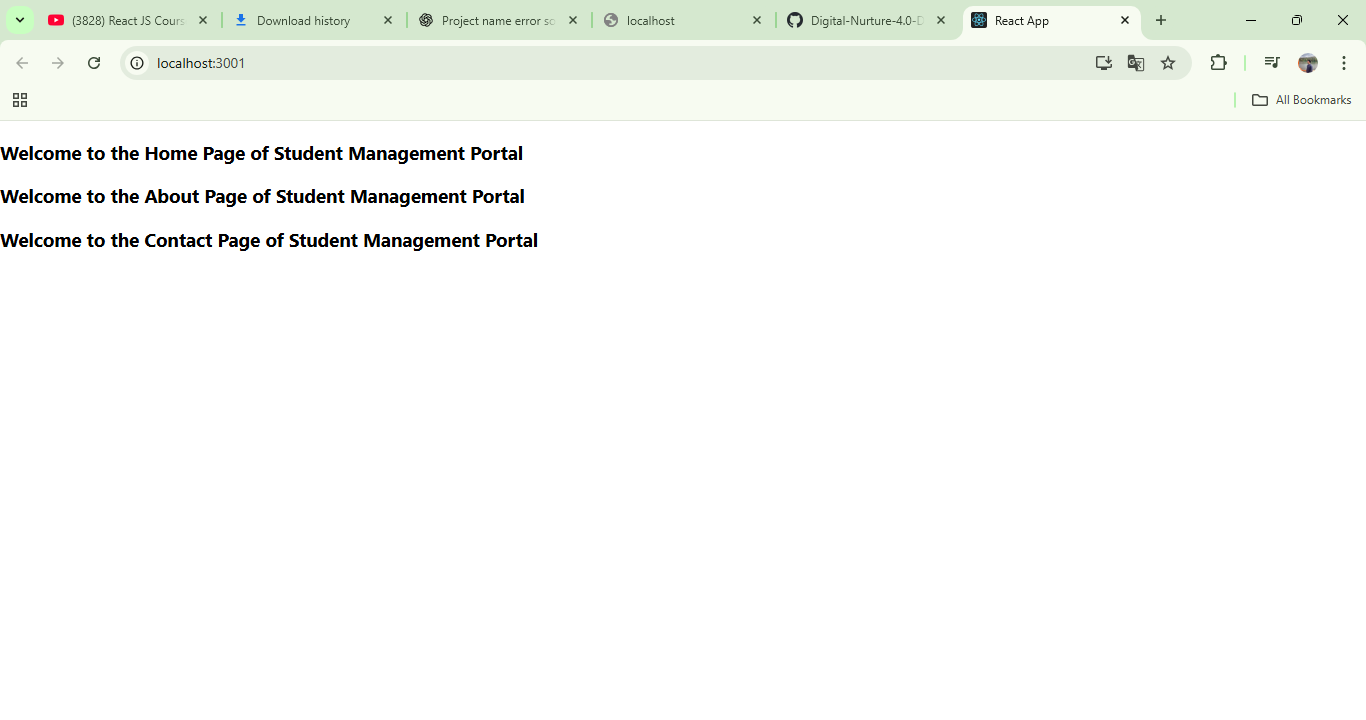 (3828) React JS Cours
Download history
Project name error so
localhost
Digital-Nurture-4.0-D
React App
localhost:3001
All Bookmarks
Welcome to the Home Page of Student Management Portal
Welcome to the About Page of Student Management Portal
Welcome to the Contact Page of Student Management Portal